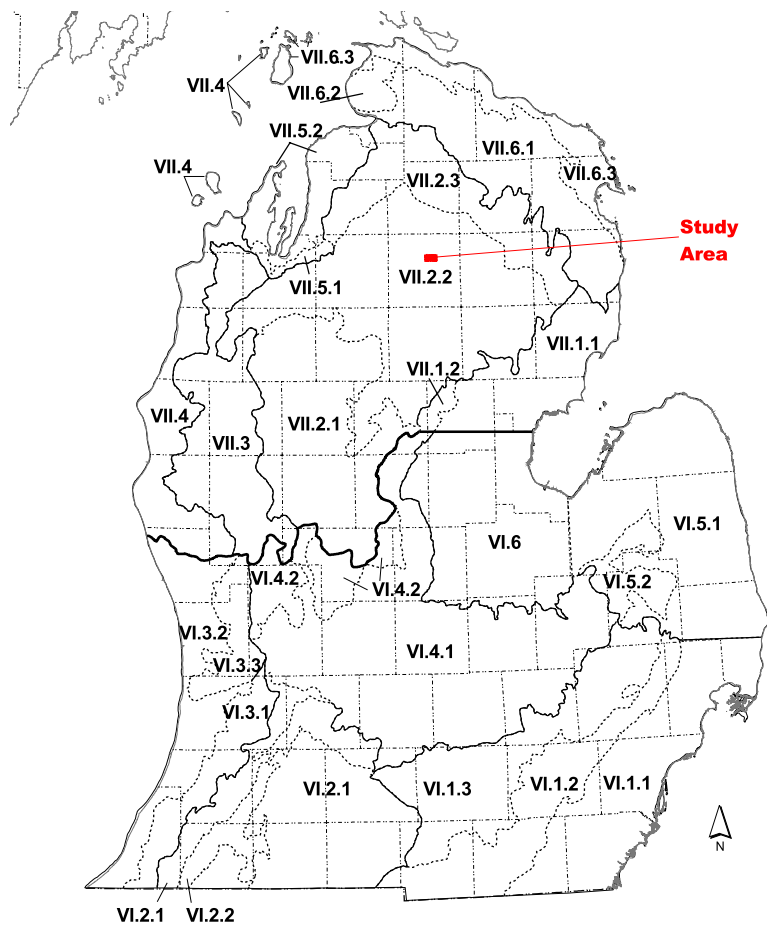 VII.6.3
VII.4
VII.6.2
VII.5.2
VII.6.1
VII.4
VII.2.3
VII.6.3
Study
Area
VII.2.2
VII.5.1
VII.1.1
VII.1.2
VII.4
VII.3
VII.2.1
VI.5.1
VI.6
VI.4.2
VI.5.2
VI.4.2
VI.3.2
VI.4.1
VI.3.3
VI.3.1
VI.2.1
VI.1.3
VI.1.2
VI.1.1
N
VI.2.1
VI.2.2